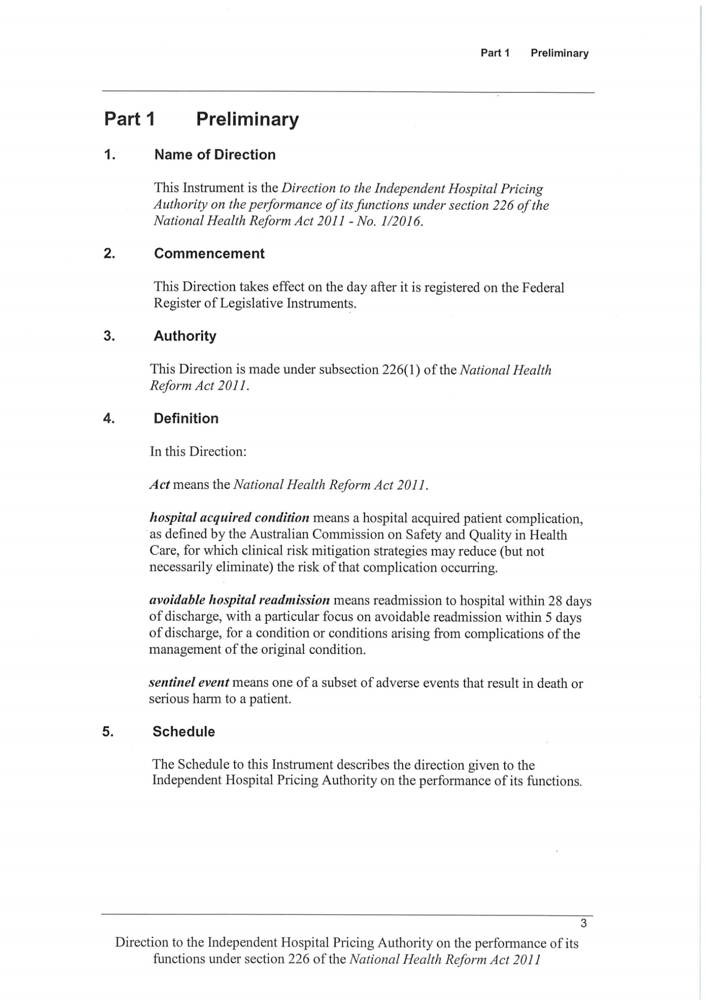 Part 1 Preliminary
Part 1 Preliminary
1. Name of Direction
This Instrument is the Direction to the Independent Hospital Pricing
Authority on the performance of its functions under section 226 of the
National Health Reform Act 2011 - No. 1/2016.
2. Commencement
This Direction takes effect on the day after it is registered on the Federal
Register of Legislative Instruments.
3. Authority
This Direction is made under subsection 226(1) of the National Health
Reform Act 2011.
4. Definition
In this Direction:
Act means the National Health Reform Act 2011.
hospital acquired condition means a hospital acquired patient complication,
as defined by the Australian Commission on Safety and Quality in Health
Care, for which clinical risk mitigation strategies may reduce (but not
necessarily eliminate) the risk of that complication occurring.
avoidable hospital readmission means readmission to hospital within 28 days
of discharge, with a particular focus on avoidable readmission within 5 days
of discharge, for a condition or conditions arising from complications of the
management of the original condition.
sentinel event means one of a subset of adverse events that result in death or
serious harm to a patient.
5. Schedule
The Schedule to this Instrument describes the direction given to the
Independent Hospital Pricing Authority on the performance of its functions.
3
Direction to the Independent Hospital Pricing Authority on the performance of its
functions under section 226 of the National Health Reform Act 2011